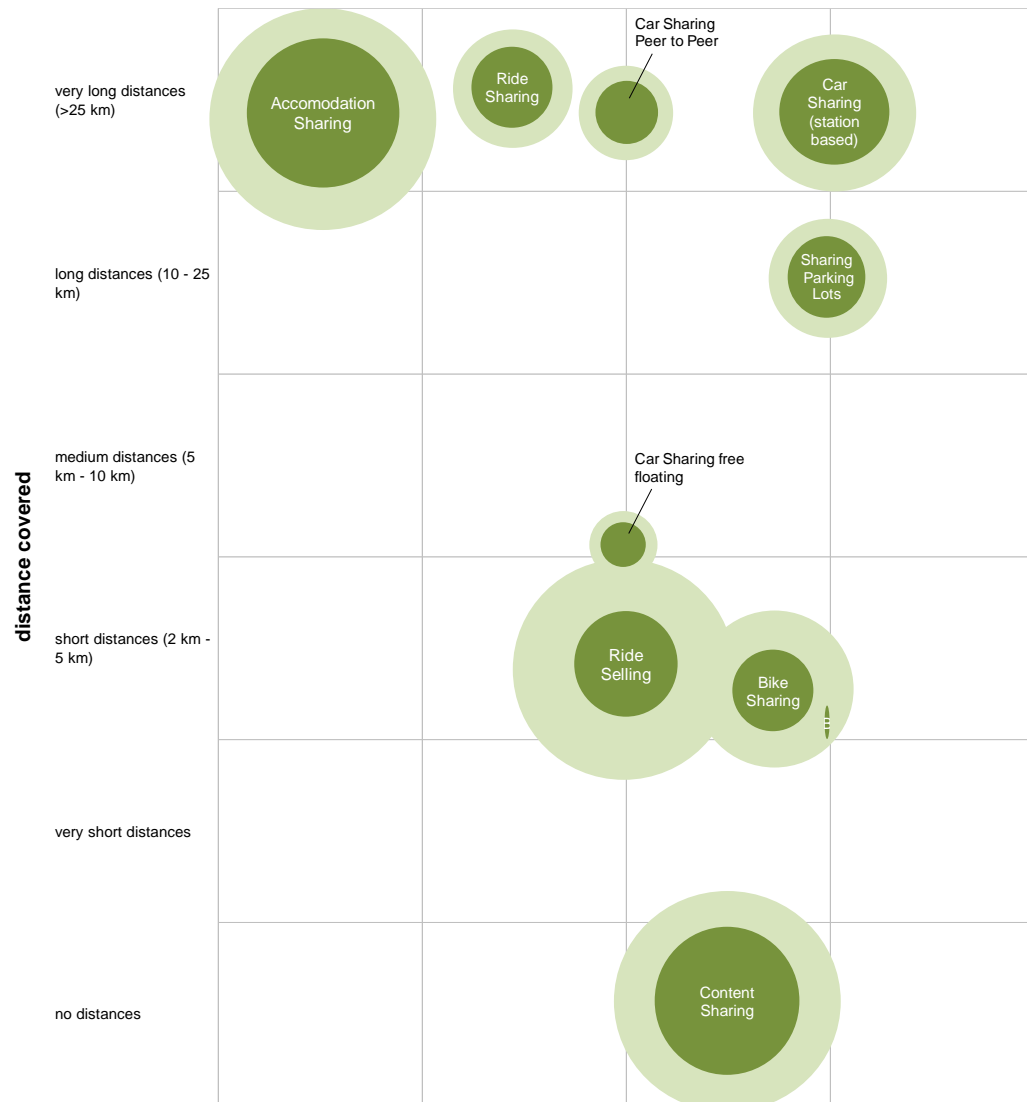 Car Sharing
Peer to Peer
very long distances
(>25 km)
Accomodation
Sharing
Ride
Sharing
Car
Sharing
(station
based)
long distances (10 - 25
km)
Sharing
Parking
Lots
medium distances (5
km - 10 km)
Car Sharing free
floating
distance covered
short distances (2 km -
5 km)
Ride
Selling
Bike
Sharing
very short distances
no distances
Content
Sharing